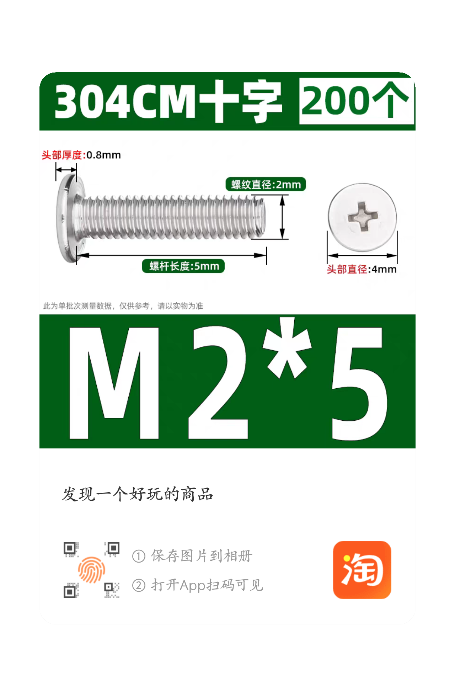 304CM十字 200个
头部厚度:0.8mm
螺纹直径:2mm
螺杆长度:5mm
头部直径:4mm
此为单批次测量数据，仅供参考，请以实物为准
M2*5
发现一个好玩的商品
① 保存图片到相册
② 打开App扫码可见
淘